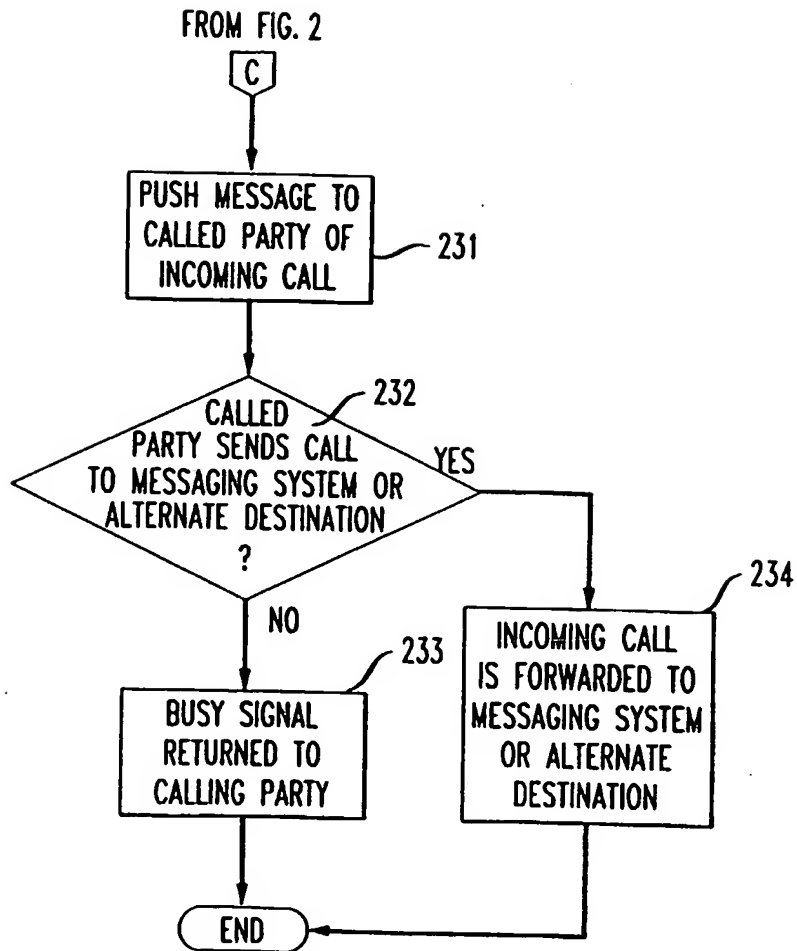 FROM FIG. 2
C
PUSH MESSAGE TO
CALLED PARTY OF
INCOMING CALL
231
CALLED
PARTY SENDS CALL
TO MESSAGING SYSTEM OR
ALTERNATE DESTINATION
?
232
YES
NO
234
INCOMING CALL
IS FORWARDED TO
MESSAGING SYSTEM
OR ALTERNATE
DESTINATION
233
BUSY SIGNAL
RETURNED TO
CALLING PARTY
END